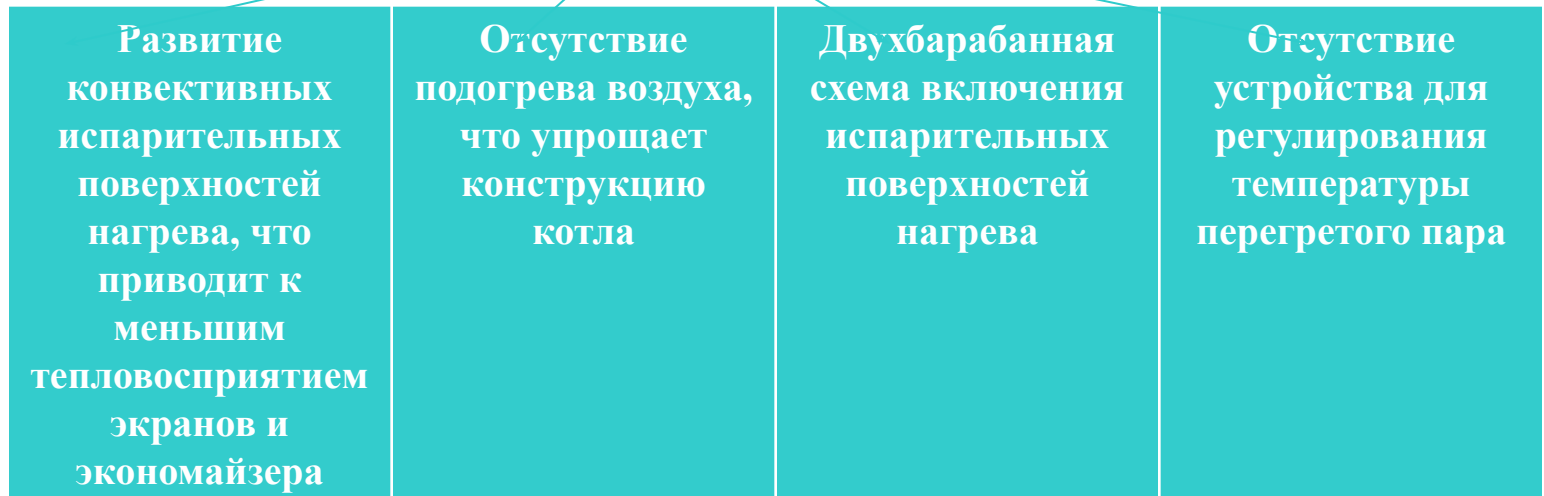 Развитие
конвективных
испарительных
поверхностей
нагрева, что
приводит к
меньшим
тепловосприятием
экранов и
экономайзера
Отсутствие
подогрева воздуха,
что упрощает
конструкцию
котла
Двухбарабанная
схема включения
испарительных
поверхностей
нагрева
Отсутствие
устройства для
регулирования
температуры
перегретого пара